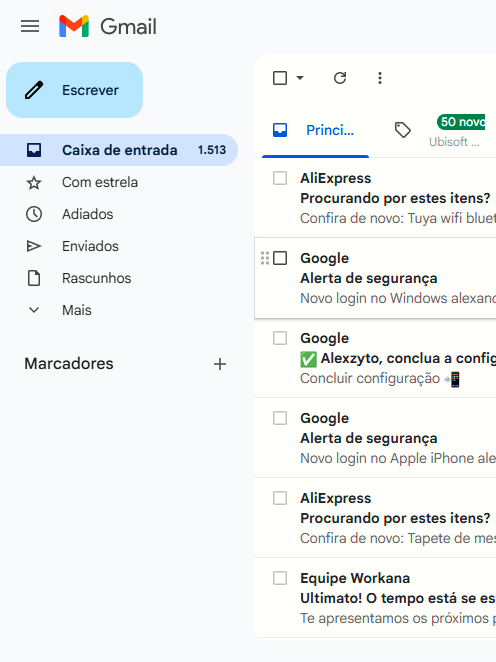 Gmail
Escrever
Caixa de entrada 1.513
Com estrela
Adiados
Enviados
Rascunhos
Mais
Marcadores
Princi...
50 novo
Ubisoft ...
AliExpress
Procurando por estes itens?
Confira de novo: Tuya wifi bluet
Google
Alerta de segurança
Novo login no Windows alexand
Google
✅ Alexzyto, conclua a config
Concluir configuração 📲
Google
Alerta de segurança
Novo login no Apple iPhone ale
AliExpress
Procurando por estes itens?
Confira de novo: Tapete de mes
Equipe Workana
Ultimato! O tempo está se es
Te apresentamos os próximos p